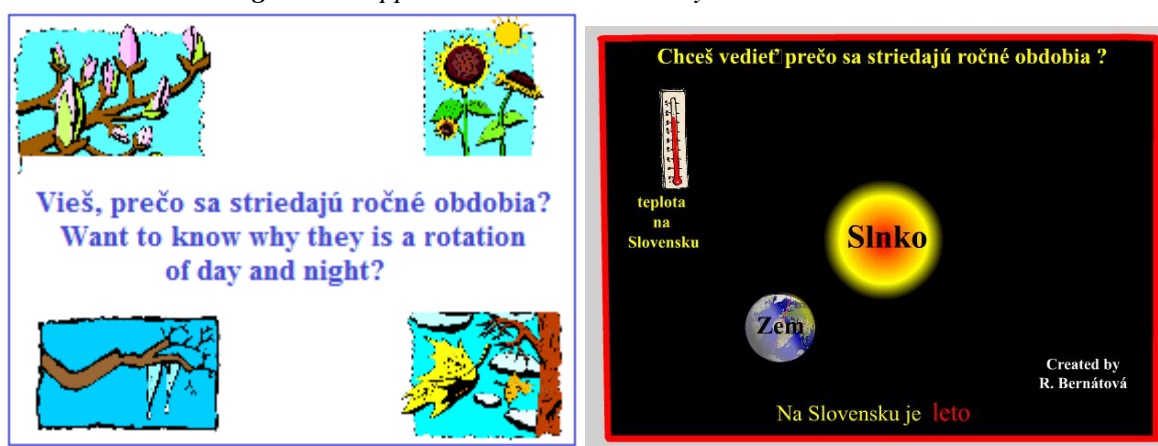 Vieš, prečo sa striedajú ročné obdobia?
Want to know why they is a rotation
of day and night?
Chceš vedieť prečo sa striedajú ročné obdobia ?
teplota
na
Slovensku
Slnko
Zem
Created by
R. Bernátová
Na Slovensku je leto